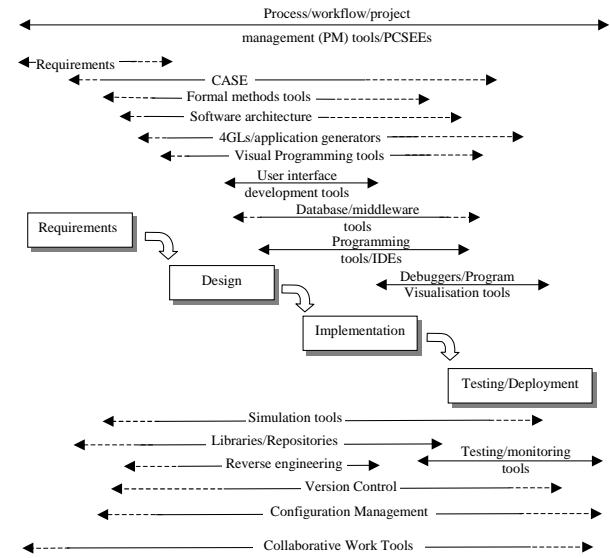 Process/workflow/project
management (PM) tools/PCSEEs
Requirements
CASE
Formal methods tools
Software architecture
4GLs/application generators
Visual Programming tools
User interface
development tools
Database/middleware
tools
Programming
tools/IDEs
Debuggers/Program
Visualisation tools
Requirements
Design
Implementation
Testing/Deployment
Simulation tools
Libraries/Repositories
Testing/monitoring
tools
Reverse engineering
Version Control
Configuration Management
Collaborative Work Tools